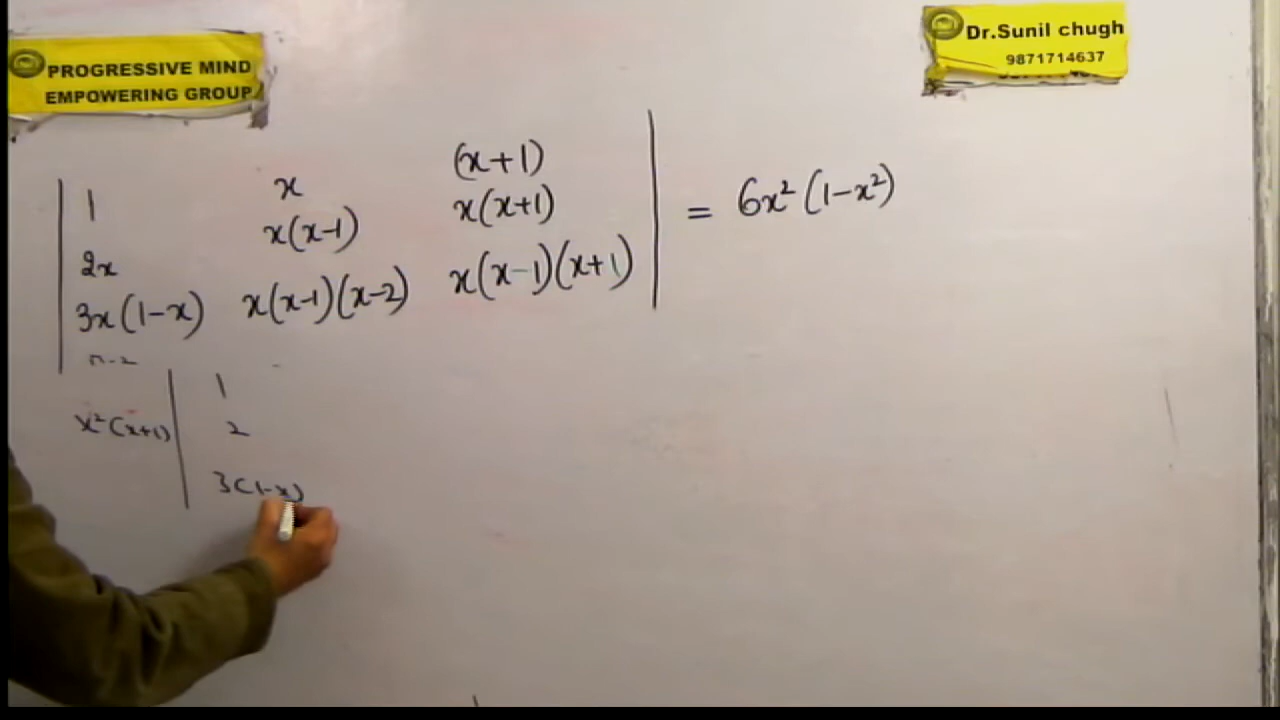 PROGRESSIVE MIND
EMPOWERING GROUP
Dr.Sunil chugh
9871714637
1 x (x+1)
2x x(x-1) x(x+1) = 6x²(1-x²)
3x(1-x) x(x-1)(x-2) x(x-1)(x+1)
1
x²(x+1) 2
3(1-x)